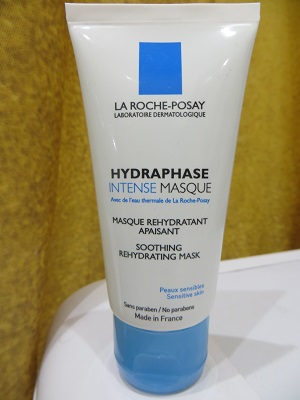 LA ROCHE-POSAY
LABORATOIRE DERMATOLOGIQUE
HYDRAPHASE
INTENSE MASQUE
Avec de l'eau thermale de La Roche-Posay
MASQUE REHYDRATANT
APAISANT
SOOTHING
REHYDRATING MASK
Peaux sensibles
Sensitive skin
Sans paraben / No parabens
Made in France